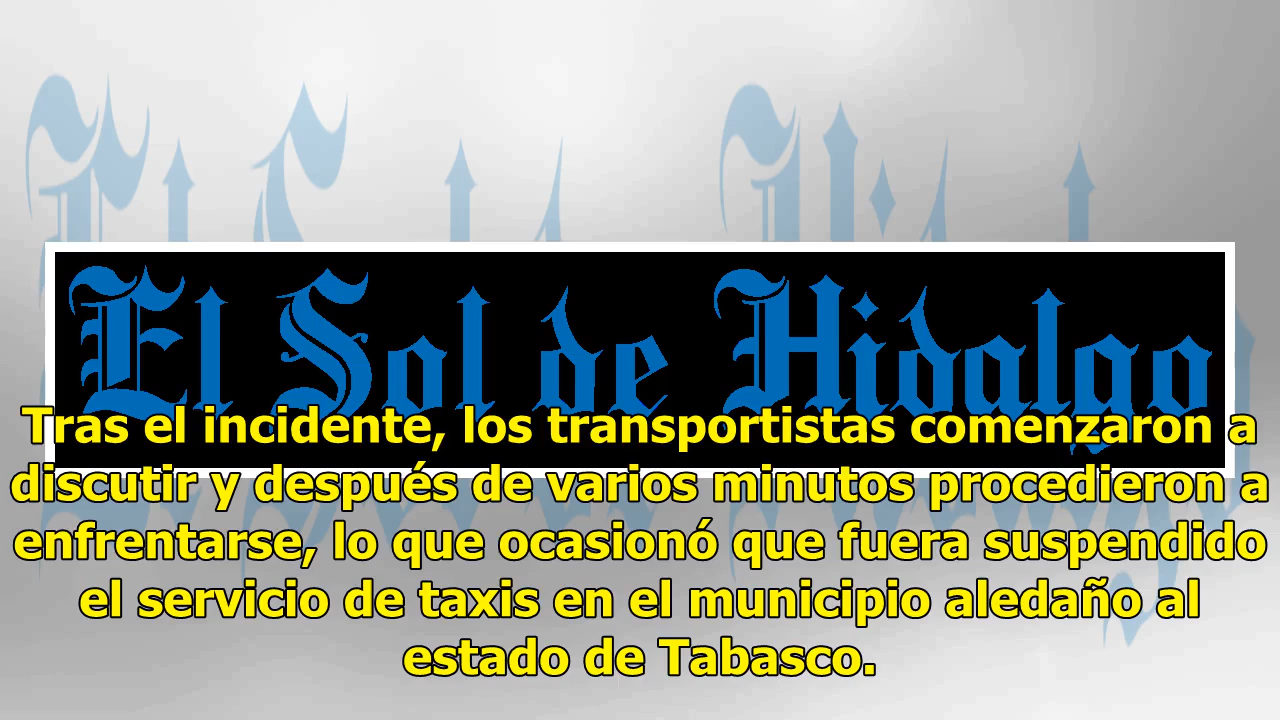 El Sol de Hidalgo
Tras el incidente, los transportistas comenzaron a
discutir y después de varios minutos procedieron a
enfrentarse, lo que ocasionó que fuera suspendido
el servicio de taxis en el municipio aledaño al
estado de Tabasco.